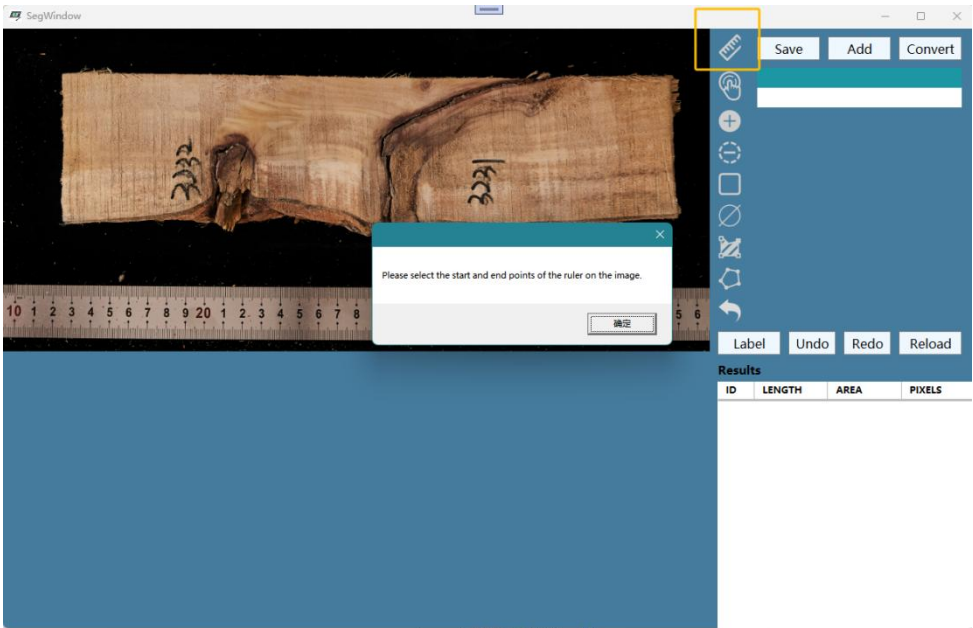 SegWindow
Save Add Convert
3232
3231
Please select the start and end points of the ruler on the image.
确定
10 1 2 3 4 5 6 7 8 9 20 1 2 3 4 5 6 7 8
5 6
Label Undo Redo Reload
Results
ID LENGTH AREA PIXELS